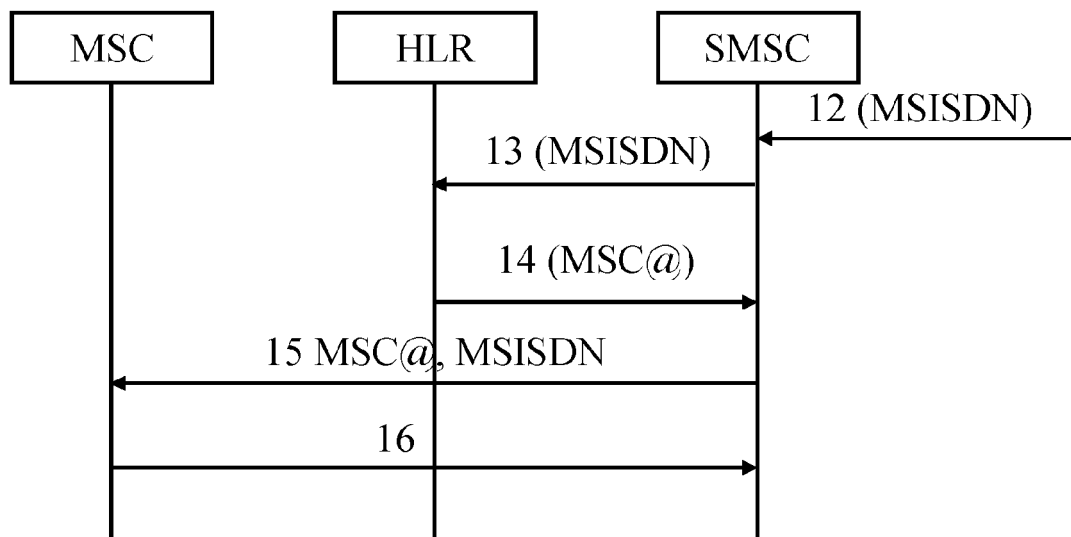 MSC
HLR
SMSC
12 (MSISDN)
13 (MSISDN)
14 (MSC@)
15 MSC@, MSISDN
16